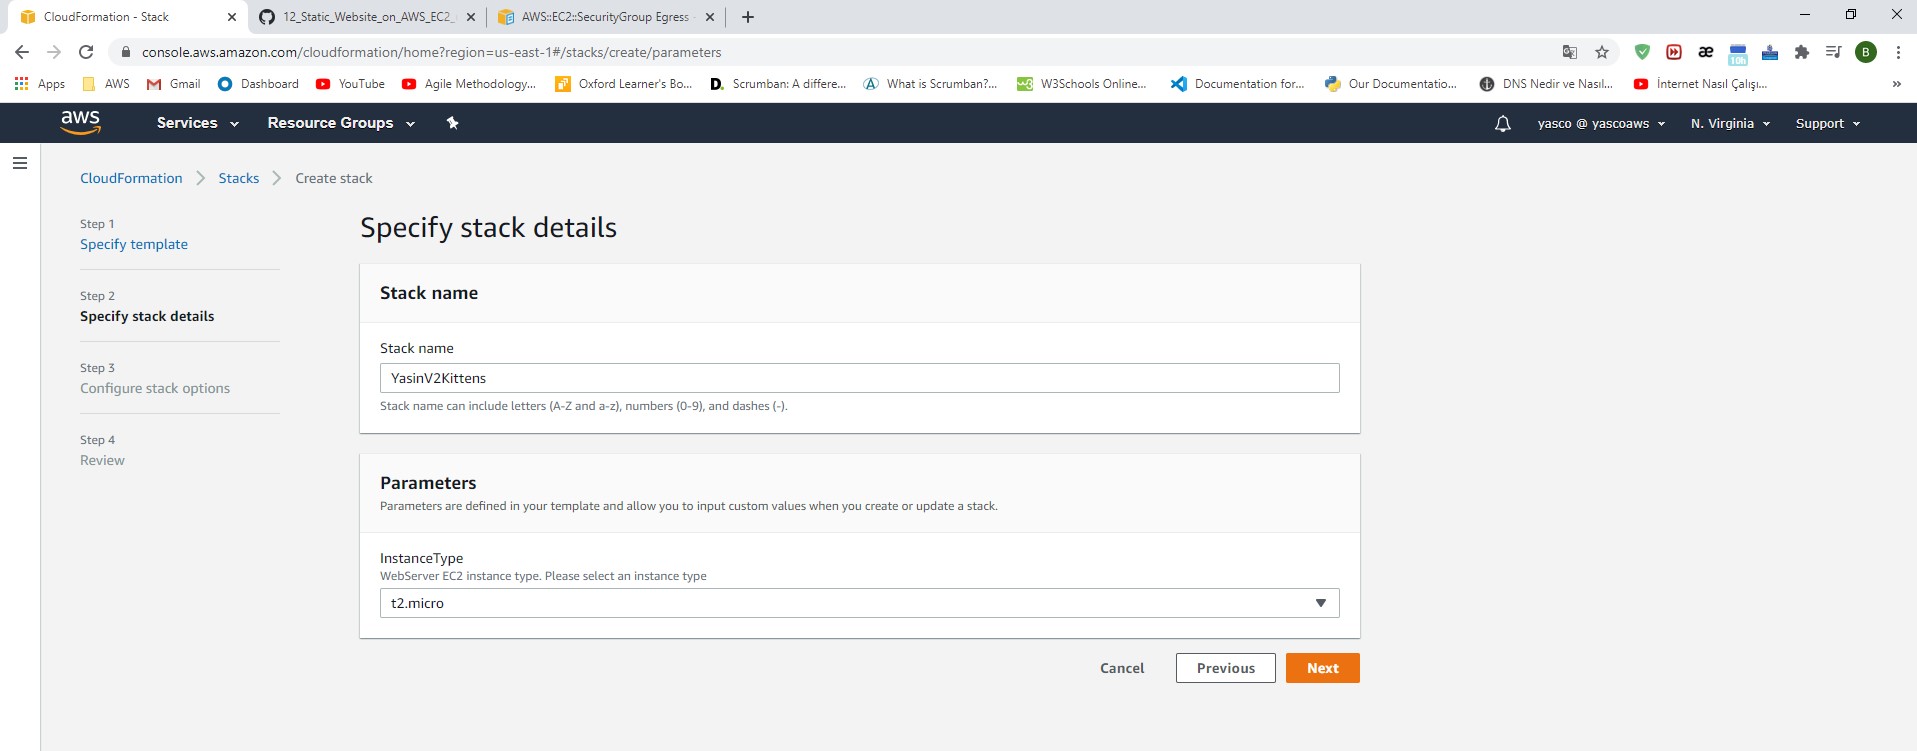 CloudFormation - Stack
12_Static_Website_on_AWS_EC2_
AWS::EC2::SecurityGroup Egress -
console.aws.amazon.com/cloudformation/home?region=us-east-1#/stacks/create/parameters
æ
10h
B
Apps
AWS
Gmail
Dashboard
YouTube
Agile Methodology...
Oxford Learner's Bo...
D.
Scrumban: A differe...
What is Scrumban?...
W3Schools Online...
Documentation for...
Our Documentatio...
DNS Nedir ve Nasıl...
İnternet Nasıl Çalışı...
»
aws
Services
Resource Groups
yasco @ yascoaws
N. Virginia
Support
CloudFormation
Stacks
Create stack
Step 1
Specify template
Step 2
Specify stack details
Step 3
Configure stack options
Step 4
Review
Specify stack details
Stack name
Stack name
YasinV2Kittens
Stack name can include letters (A-Z and a-z), numbers (0-9), and dashes (-).
Parameters
Parameters are defined in your template and allow you to input custom values when you create or update a stack.
InstanceType
WebServer EC2 instance type. Please select an instance type
t2.micro
Cancel
Previous
Next